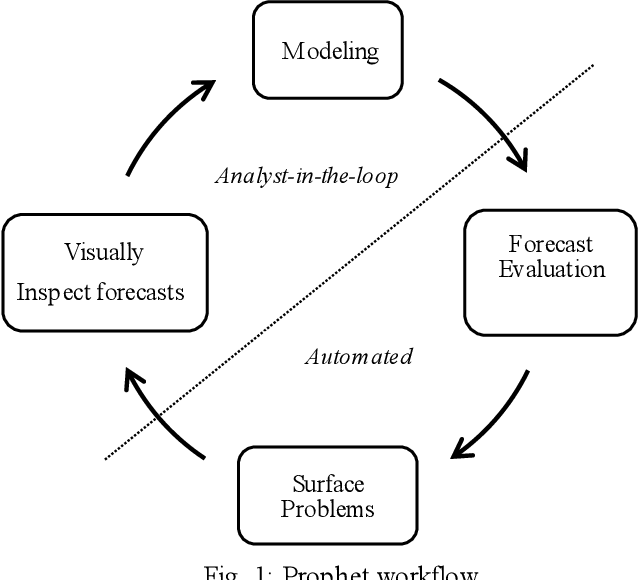 Modeling
Analyst-in-the-loop
Visually
Inspect forecasts
Forecast
Evaluation
Automated
Surface
Problems
Fig. 1: Prophet workflow